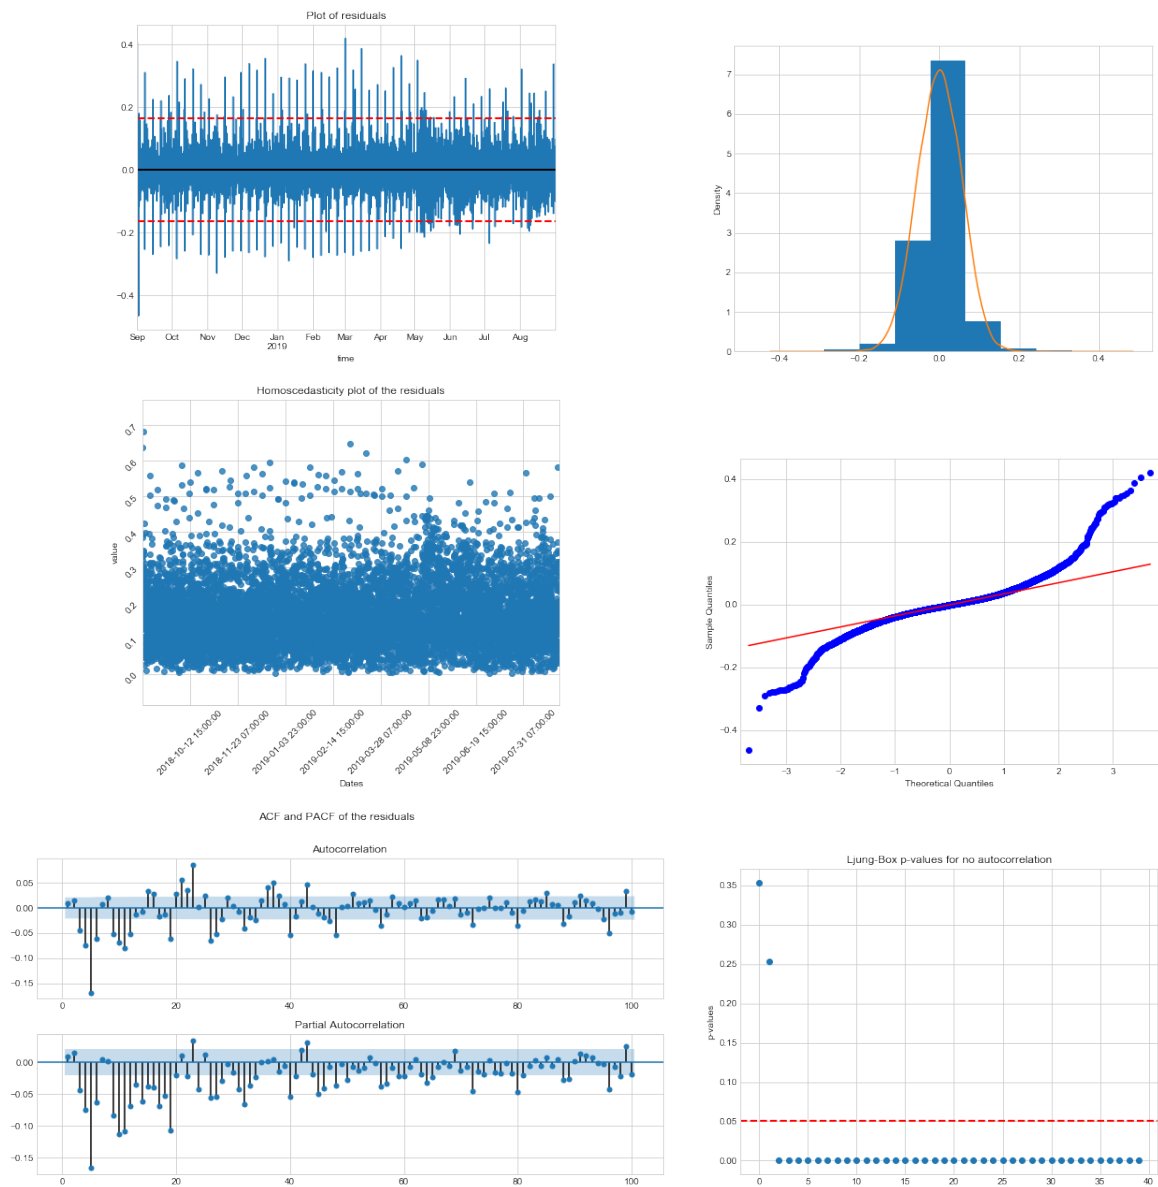 Plot of residuals
0.4
0.2
0.0
−0.2
−0.4
Sep Oct Nov Dec Jan Feb Mar Apr May Jun Jul Aug
2019
time
7
6
5
4
3
2
1
0
Density
−0.4 −0.2 0.0 0.2 0.4
Homoscedasticity plot of the residuals
0.7
0.6
0.5
0.4
0.3
0.2
0.1
0.0
value
2018-10-12 15:00:00
2018-11-23 07:00:00
2019-01-03 23:00:00
2019-02-14 15:00:00
2019-03-28 07:00:00
2019-05-08 23:00:00
2019-06-19 15:00:00
2019-07-31 07:00:00
Dates
0.4
0.2
0.0
−0.2
−0.4
Sample Quantiles
−3 −2 −1 0 1 2 3
Theoretical Quantiles
ACF and PACF of the residuals
Autocorrelation
0.05
0.00
−0.05
−0.10
−0.15
0 20 40 60 80 100
Partial Autocorrelation
0.00
−0.05
−0.10
−0.15
0 20 40 60 80 100
Ljung-Box p-values for no autocorrelation
0.35
0.30
0.25
0.20
0.15
0.10
0.05
0.00
p-values
0 5 10 15 20 25 30 35 40